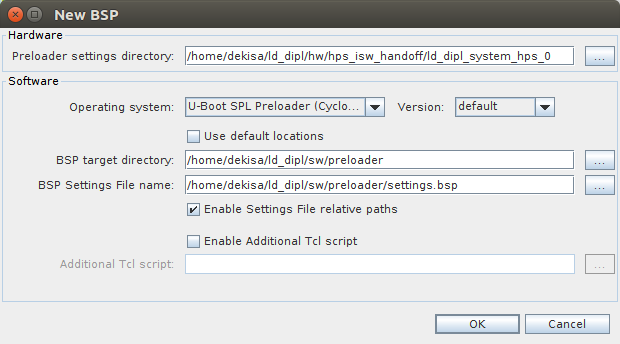 New BSP
Hardware
Preloader settings directory: /home/dekisa/ld_dipl/hw/hps_isw_handoff/ld_dipl_system_hps_0 ...
Software
Operating system: U-Boot SPL Preloader (Cyclo... Version: default
Use default locations
BSP target directory: /home/dekisa/ld_dipl/sw/preloader ...
BSP Settings File name: /home/dekisa/ld_dipl/sw/preloader/settings.bsp ...
Enable Settings File relative paths
Enable Additional Tcl script
Additional Tcl script: ...
OK Cancel